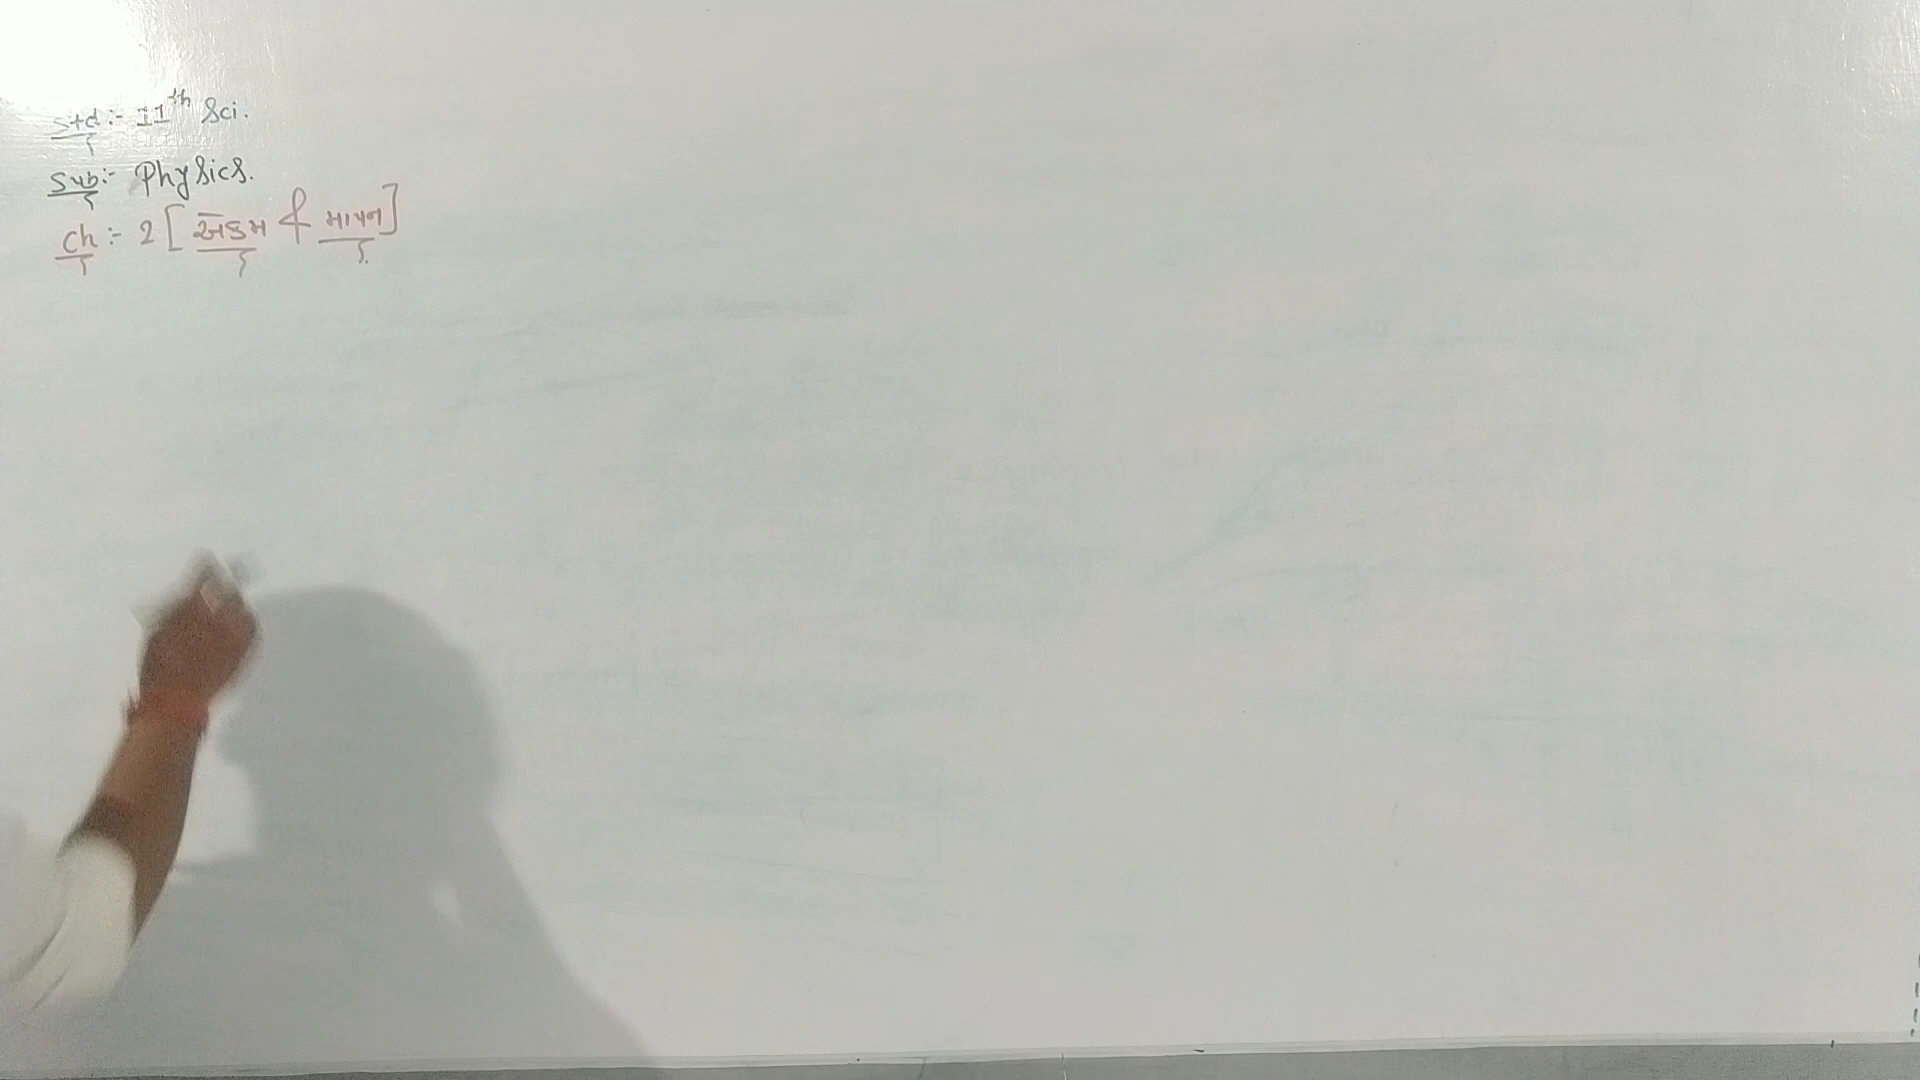 Std :- 11th Sci.
Sub:- Physics.
Ch :- 2 [ એકમ & માપન ]